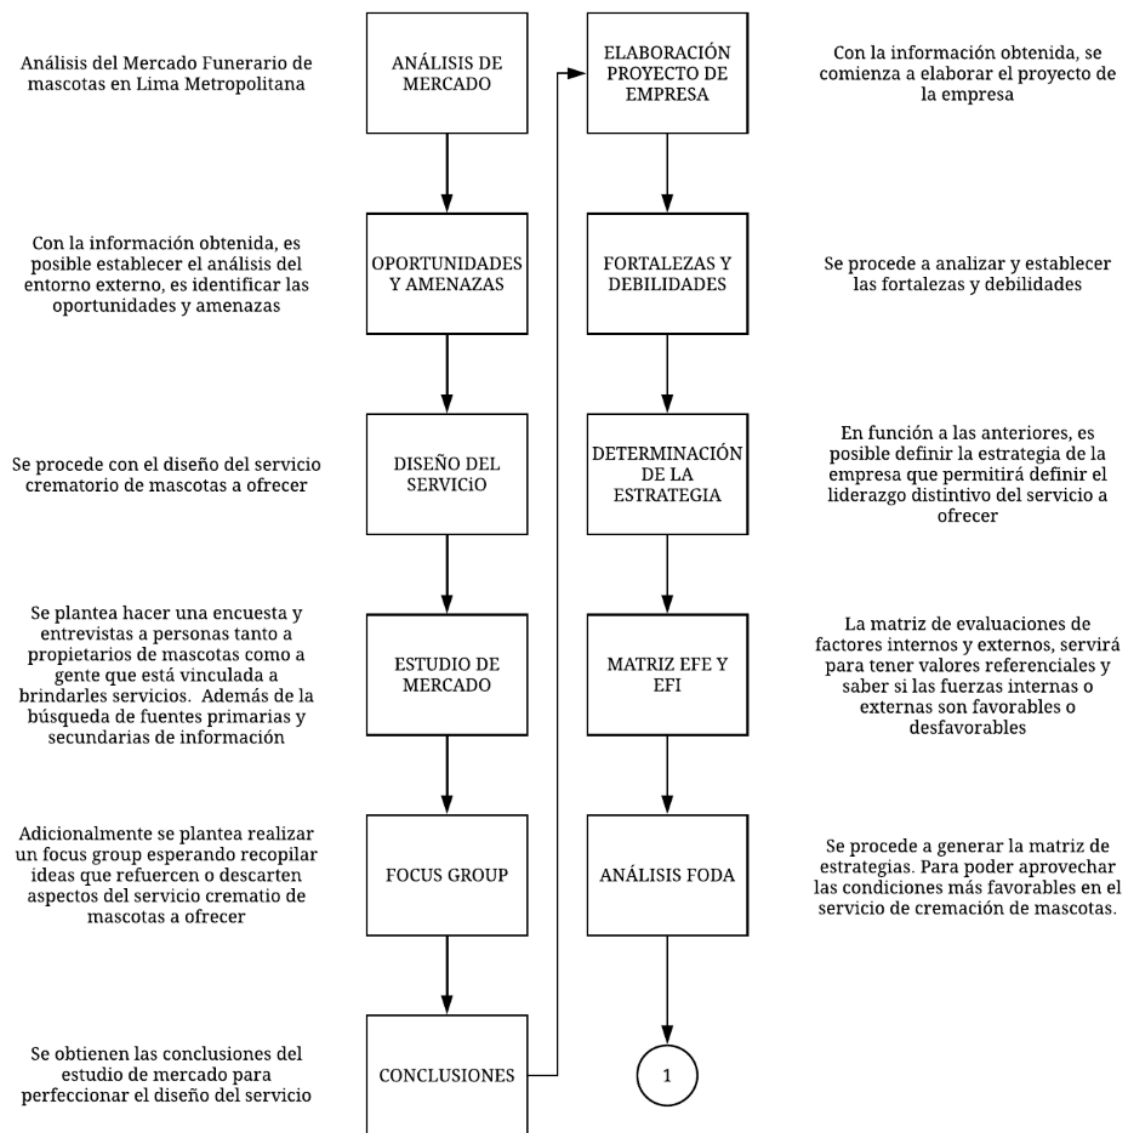 Análisis del Mercado Funerario de
mascotas en Lima Metropolitana
ANÁLISIS DE
MERCADO
Con la información obtenida, es
posible establecer el análisis del
entorno externo, es identificar las
oportunidades y amenazas
OPORTUNIDADES
Y AMENAZAS
Se procede con el diseño del servicio
crematorio de mascotas a ofrecer
DISEÑO DEL
SERVICiO
Se plantea hacer una encuesta y
entrevistas a personas tanto a
propietarios de mascotas como a
gente que está vinculada a
brindarles servicios. Además de la
búsqueda de fuentes primarias y
secundarias de información
ESTUDIO DE
MERCADO
Adicionalmente se plantea realizar
un focus group esperando recopilar
ideas que refuercen o descarten
aspectos del servicio crematio de
mascotas a ofrecer
FOCUS GROUP
Se obtienen las conclusiones del
estudio de mercado para
perfeccionar el diseño del servicio
CONCLUSIONES
ELABORACIÓN
PROYECTO DE
EMPRESA
Con la información obtenida, se
comienza a elaborar el proyecto de
la empresa
FORTALEZAS Y
DEBILIDADES
Se procede a analizar y establecer
las fortalezas y debilidades
DETERMINACIÓN
DE LA
ESTRATEGIA
En función a las anteriores, es
posible definir la estrategia de la
empresa que permitirá definir el
liderazgo distintivo del servicio a
ofrecer
MATRIZ EFE Y
EFI
La matriz de evaluaciones de
factores internos y externos, servirá
para tener valores referenciales y
saber si las fuerzas internas o
externas son favorables o
desfavorables
ANÁLISIS FODA
Se procede a generar la matriz de
estrategias. Para poder aprovechar
las condiciones más favorables en el
servicio de cremación de mascotas.
1